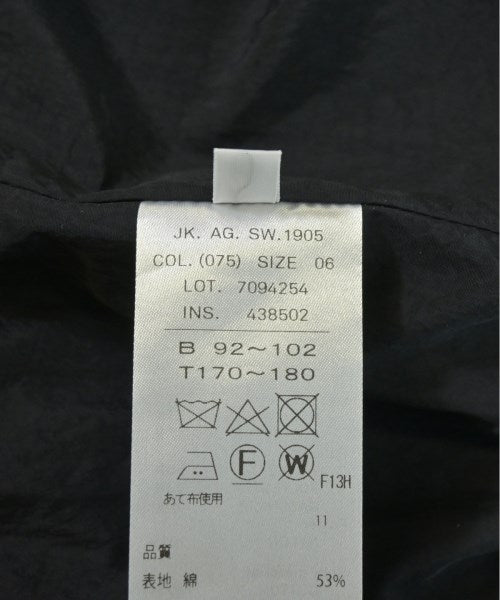 JK. AG. SW.1905
COL. (075) SIZE 06
LOT. 7094254
INS. 438502
B 92～102
T170～180
F W F13H
あて布使用
11
品質
表地 綿 53%